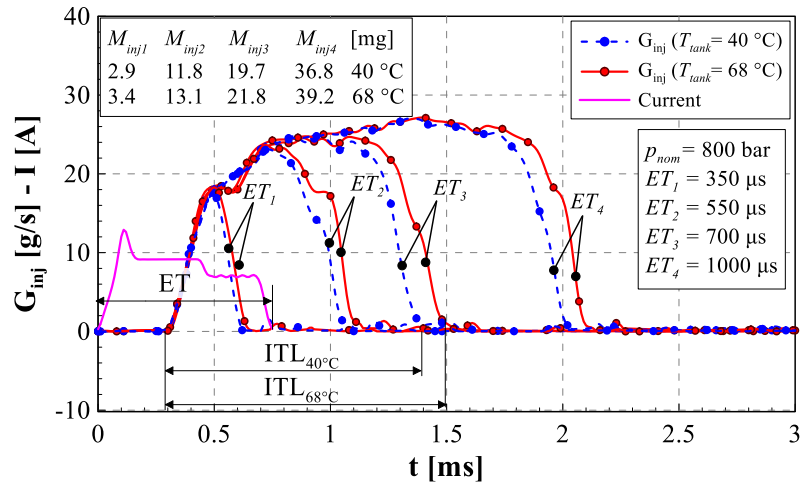 40
30
20
10
0
-10
G_inj [g/s] - I [A]
M_inj1 M_inj2 M_inj3 M_inj4 [mg]
2.9 11.8 19.7 36.8 40 °C
3.4 13.1 21.8 39.2 68 °C
G_inj (T_tank = 40 °C)
G_inj (T_tank = 68 °C)
Current
p_nom = 800 bar
ET_1 = 350 µs
ET_2 = 550 µs
ET_3 = 700 µs
ET_4 = 1000 µs
ET_1
ET_2
ET_3
ET_4
ET
ITL_40°C
ITL_68°C
0 0.5 1 1.5 2 2.5 3
t [ms]